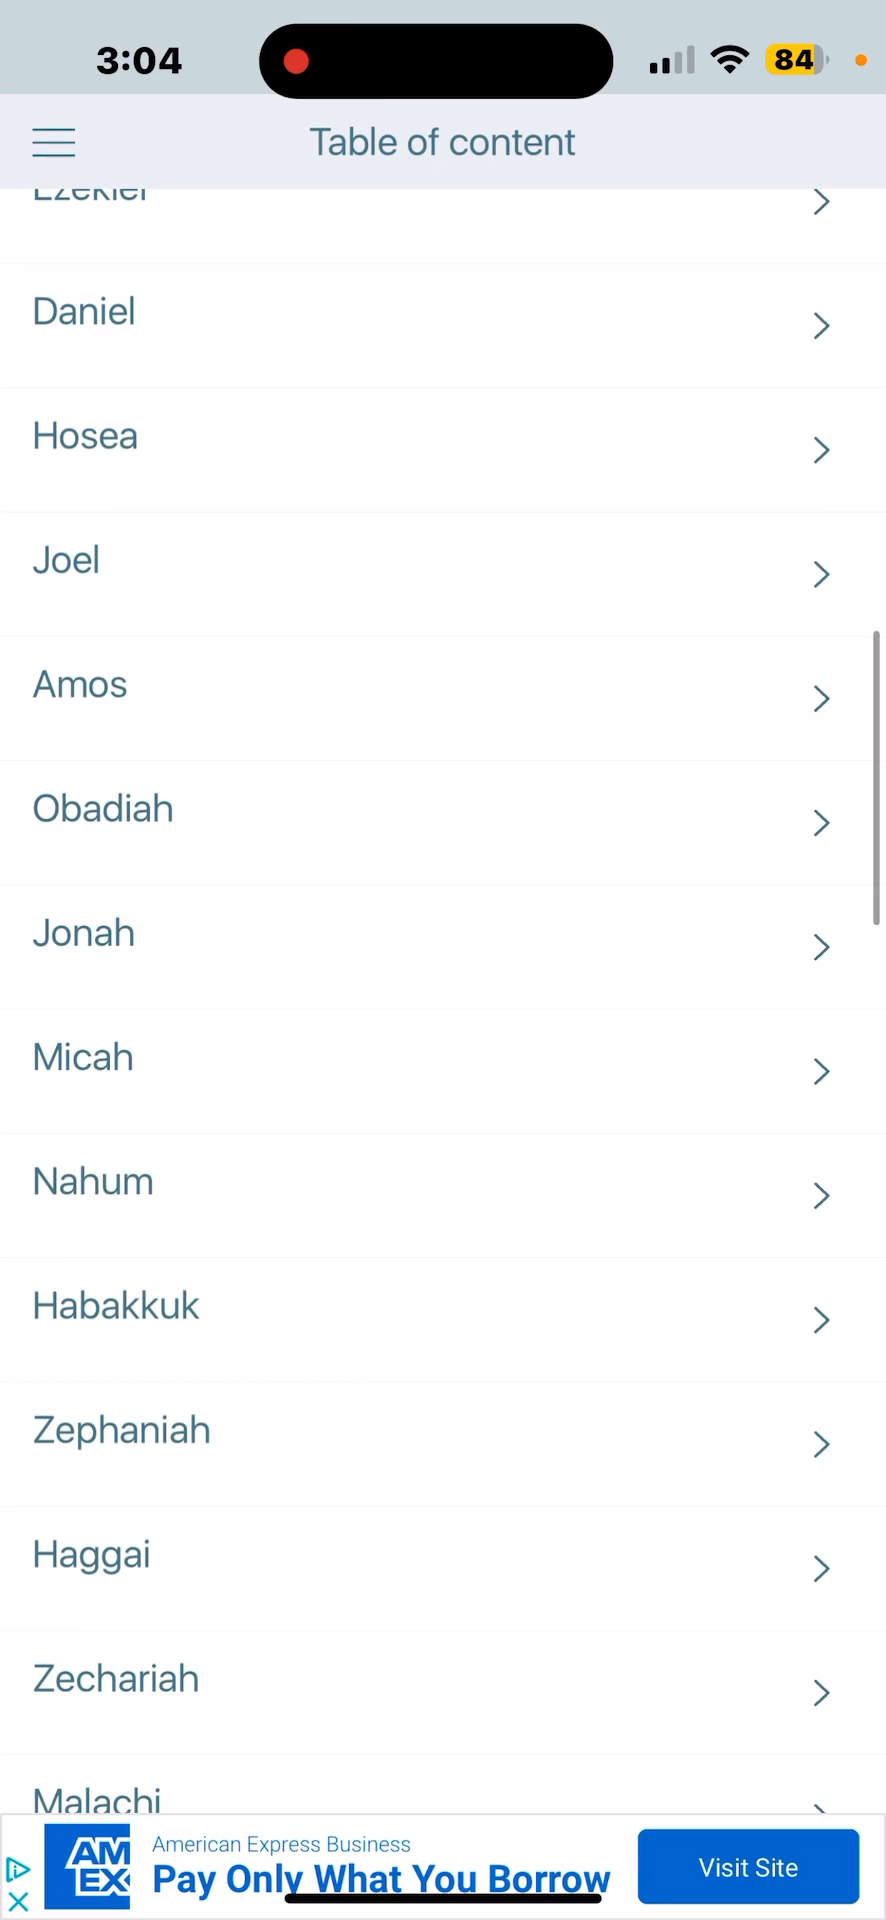 3:04
84
Table of content
Ezekiel
Daniel
Hosea
Joel
Amos
Obadiah
Jonah
Micah
Nahum
Habakkuk
Zephaniah
Haggai
Zechariah
Malachi
AM
EX
American Express Business
Pay Only What You Borrow
Visit Site